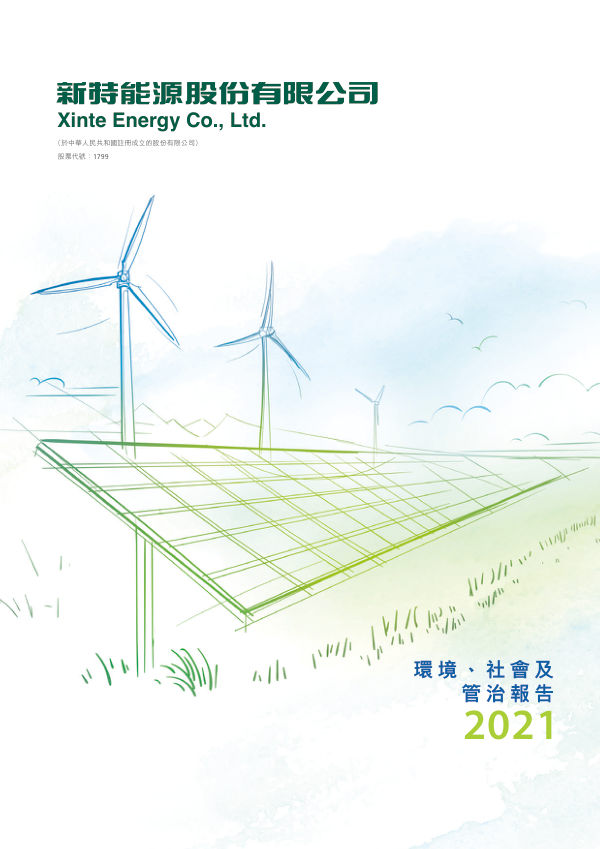 新特能源股份有限公司
Xinte Energy Co., Ltd.
(於中華人民共和國註冊成立的股份有限公司)
股票代號：1799
環境、社會及
管治報告
2021